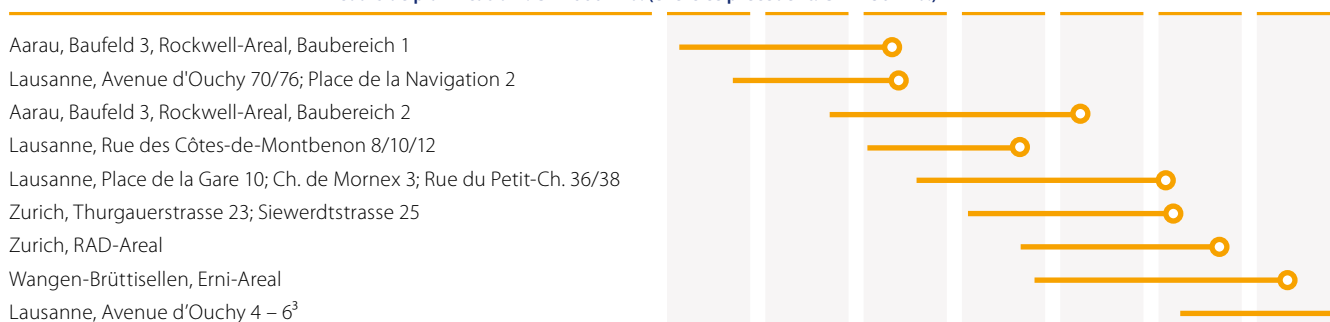 Aarau, Baufeld 3, Rockwell-Areal, Baubereich 1
Lausanne, Avenue d'Ouchy 70/76; Place de la Navigation 2
Aarau, Baufeld 3, Rockwell-Areal, Baubereich 2
Lausanne, Rue des Côtes-de-Montbenon 8/10/12
Lausanne, Place de la Gare 10; Ch. de Mornex 3; Rue du Petit-Ch. 36/38
Zurich, Thurgauerstrasse 23; Siewerdtstrasse 25
Zurich, RAD-Areal
Wangen-Brüttisellen, Erni-Areal
Lausanne, Avenue d’Ouchy 4 – 6³